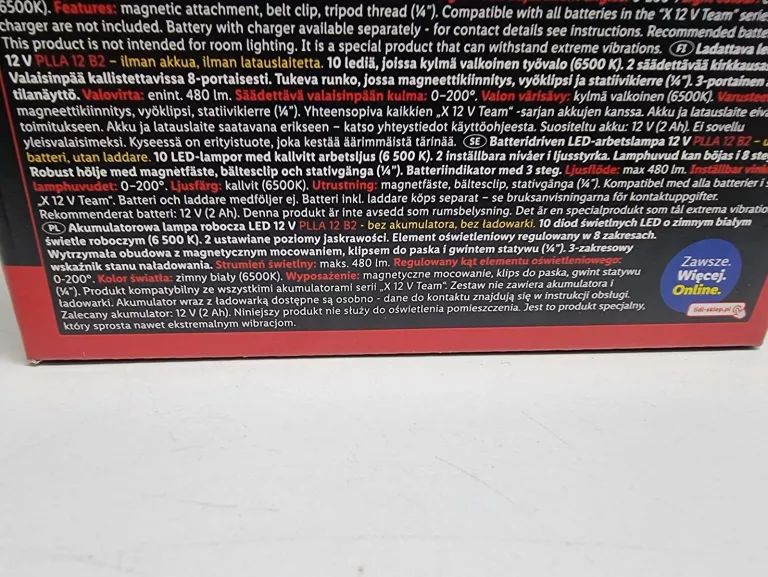 6500K). Features: magnetic attachment, belt clip, tripod thread (¼"). Compatible with all batteries in the "X 12 V Team" serie
charger are not included. Battery with charger available separately - for contact details see instructions. Recommended batte
This product is not intended for room lighting. It is a special product that can withstand extreme vibrations. FI Ladattava le
12 V PLLA 12 B2 – ilman akkua, ilman latauslaitetta. 10 lediä, joissa kylmä valkoinen työvalo (6500 K). 2 säädettävää kirkkausas
Valaisinpää kallistettavissa 8-portaisesti. Tukeva runko, jossa magneettikiinnitys, vyöklipsi ja statiivikierre (¼"). 3-portainen
tilanäyttö. Valovirta: enint. 480 lm. Säädettävä valaisinpään kulma: 0–200°. Valon värisävy: kylmä valkoinen (6500K). Varustee
magneettikiinnitys, vyöklipsi, statiivikierre (¼"). Yhteensopiva kaikkien „X 12 V Team" -sarjan akkujen kanssa. Akku ja latauslaite eivä
toimitukseen. Akku ja latauslaite saatavana erikseen – katso yhteystiedot käyttöohjeesta. Suositeltu akku: 12 V (2 Ah). Ei sovellu
yleisvalaisimeksi. Kyseessä on erityistuote, joka kestää äärimmäistä tärinää. SE Batteridriven LED-arbetslampa 12 V PLLA 12 B2 – u
batteri, utan laddare. 10 LED-lampor med kallvitt arbetsljus (6 500 K). 2 inställbara nivåer i ljusstyrka. Lamphuvud kan böjas i 8 steg
Robust hölje med magnetfäste, bältesclip och stativgänga (¼"). Batteriindikator med 3 steg. Ljusflöde: max 480 lm. Inställbar vink
lamphuvudet: 0–200°. Ljusfärg: kallvit (6500K). Utrustning: magnetfäste, bältesclip, stativgänga (¼"). Kompatibel med alla batterier i s
„X 12 V Team". Batteri och laddare medföljer ej. Batteri inkl. laddare köps separat – se bruksanvisningarna för kontaktuppgifter.
Rekommenderat batteri: 12 V (2 Ah). Denna produkt är inte avsedd som rumsbelysning. Det är en specialprodukt som tål extrema vibratio
PL Akumulatorowa lampa robocza LED 12 V PLLA 12 B2 - bez akumulatora, bez ładowarki. 10 diod świetlnych LED o zimnym białym
świetle roboczym (6 500 K). 2 ustawiane poziomy jaskrawości. Element oświetleniowy regulowany w 8 zakresach.
Wytrzymała obudowa z magnetycznym mocowaniem, klipsem do paska i gwintem statywu (¼"). 3-zakresowy
wskaźnik stanu naładowania. Strumień świetlny: maks. 480 lm. Regulowany kąt elementu oświetleniowego:
0-200°. Kolor światła: zimny biały (6500K). Wyposażenie: magnetyczne mocowanie, klips do paska, gwint statywu
(¼"). Produkt kompatybilny ze wszystkimi akumulatorami serii „X 12 V Team". Zestaw nie zawiera akumulatora i
ładowarki. Akumulator wraz z ładowarką dostępne są osobno - dane do kontaktu znajdują się w instrukcji obsługi.
Zalecany akumulator: 12 V (2 Ah). Niniejszy produkt nie służy do oświetlenia pomieszczenia. Jest to produkt specjalny,
który sprosta nawet ekstremalnym wibracjom.
Zawsze.
Więcej.
Online.
lidl-sklep.pl